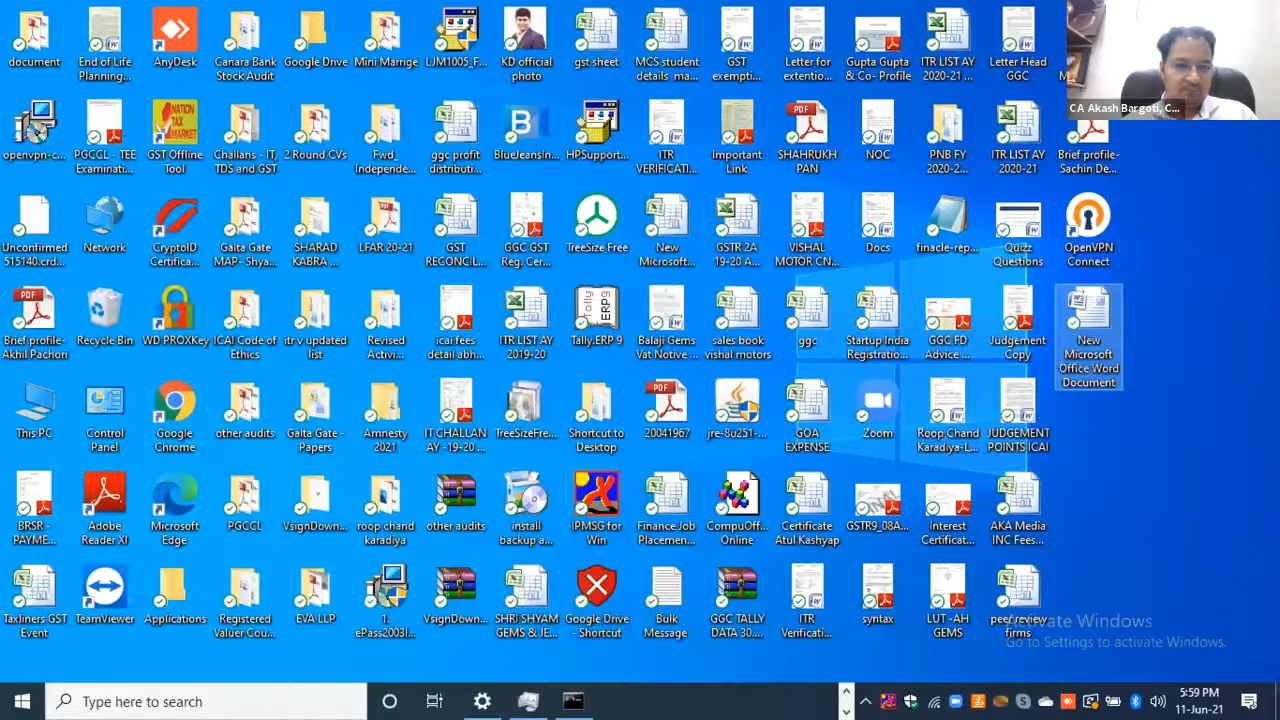 document
End of Life
Planning...
AnyDesk
Canara Bank
Stock Audit
Google Drive
Mini Marrige
LJM1005_F...
KD official
photo
gst sheet
MCS student
details_ma...
GST
exempti...
Letter for
extentio...
Gupta Gupta
& Co- Profile
ITR LIST AY
2020-21 ...
Letter Head
GGC
CA Akash Bargoti, C...
openvpn-c...
PGCCL - TEE
Examinati...
GST Offline
Tool
Challans - IT,
TDS and GST
2 Round CVs
Fwd_
Independe...
ggc profit
distributi...
BlueJeansIn...
HPSupport...
ITR
VERIFICATI...
Important
Link
SHAHRUKH
PAN
NOC
PNB FY
2020-2...
ITR LIST AY
2020-21
Brief profile-
Sachin De...
Unconfirmed
515140.crd...
Network
CryptoID
Certifica...
Galta Gate
MAP- Shya...
SHARAD
KABRA ...
LFAR 20-21
GST
RECONCIL...
GGC GST
Reg. Cer...
TreeSize Free
New
Microsoft...
GSTR 2A
19-20 A...
VISHAL
MOTOR CN...
Docs
finacle-rep...
Quizz
Questions
OpenVPN
Connect
Brief profile-
Akhil Pachori
Recycle Bin
WD PROXKey
ICAI Code of
Ethics
itr v updated
list
Revised
Activi...
icai fees
detail abh...
ITR LIST AY
2019-20
Tally.ERP 9
Balaji Gems
Vat Notive ...
sales book
vishal motors
ggc
Startup India
Registratio...
GGC FD
Advice ...
Judgement
Copy
New
Microsoft
Office Word
Document
This PC
Control
Panel
Google
Chrome
other audits
Galta Gate -
Papers
Amnesty
2021
IT CHALLAN
AY -19-20 ...
TreeSizeFre...
Shortcut to
Desktop
20041967
jre-8u251-...
GOA
EXPENSE
Zoom
Roop Chand
Karadiya-L...
JUDGEMENT
POINTS ICAI
BRSR -
PAYME...
Adobe
Reader XI
Microsoft
Edge
PGCCL
VsignDown...
roop chand
karadiya
other audits
install
backup a...
IPMSG for
Win
Finance Job
Placemen...
CompuOff...
Online
Certificate
Atul Kashyap
GSTR9_08A...
Interest
Certificat...
AKA Media
INC Fees...
Taxliners GST
Event
TeamViewer
Applications
Registered
Valuer Cou...
EVA LLP
1.
ePass2003I...
VsignDown...
SHRI SHYAM
GEMS & JE...
Google Drive
- Shortcut
Bulk
Message
GGC TALLY
DATA 30....
ITR
Verificati...
syntax
LUT -AH
GEMS
peer review
firms
Activate Windows
Go to Settings to activate Windows.
Type here to search
5:59 PM
11-Jun-21